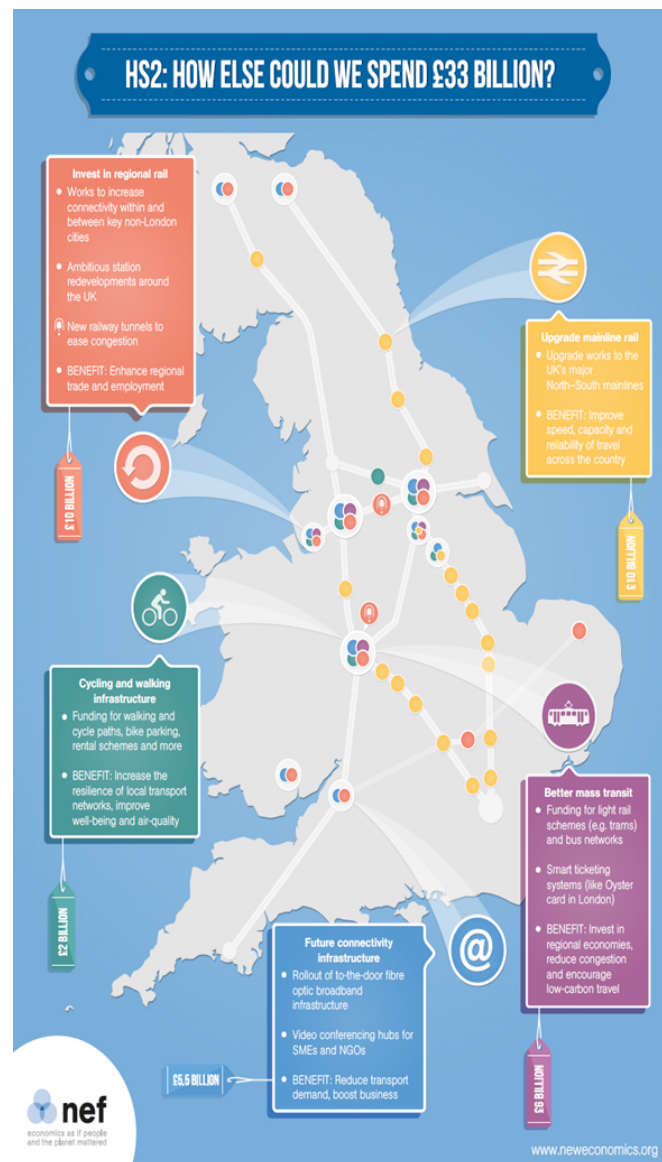 HS2: HOW ELSE COULD WE SPEND £33 BILLION?
Invest in regional rail
Works to increase
connectivity within and
between key non-London
cities
Ambitious station
redevelopments around
the UK
New railway tunnels to
ease congestion
BENEFIT: Enhance regional
trade and employment
£10 BILLION
Upgrade mainline rail
Upgrade works to the
UK's major
North–South mainlines
BENEFIT: Improve
speed, capacity and
reliability of travel
across the country
£10 BILLION
Cycling and walking
infrastructure
Funding for walking and
cycle paths, bike parking,
rental schemes and more
BENEFIT: Increase the
resilience of local transport
networks, improve
well-being and air-quality
£2 BILLION
Better mass transit
Funding for light rail
schemes (e.g. trams)
and bus networks
Smart ticketing
systems (like Oyster
card in London)
BENEFIT: Invest in
regional economies,
reduce congestion
and encourage
low-carbon travel
£6 BILLION
@
Future connectivity
infrastructure
Rollout of to-the-door fibre
optic broadband
infrastructure
Video conferencing hubs for
SMEs and NGOs
BENEFIT: Reduce transport
demand, boost business
£5.5 BILLION
nef
economics as if people
and the planet mattered
www.neweconomics.org